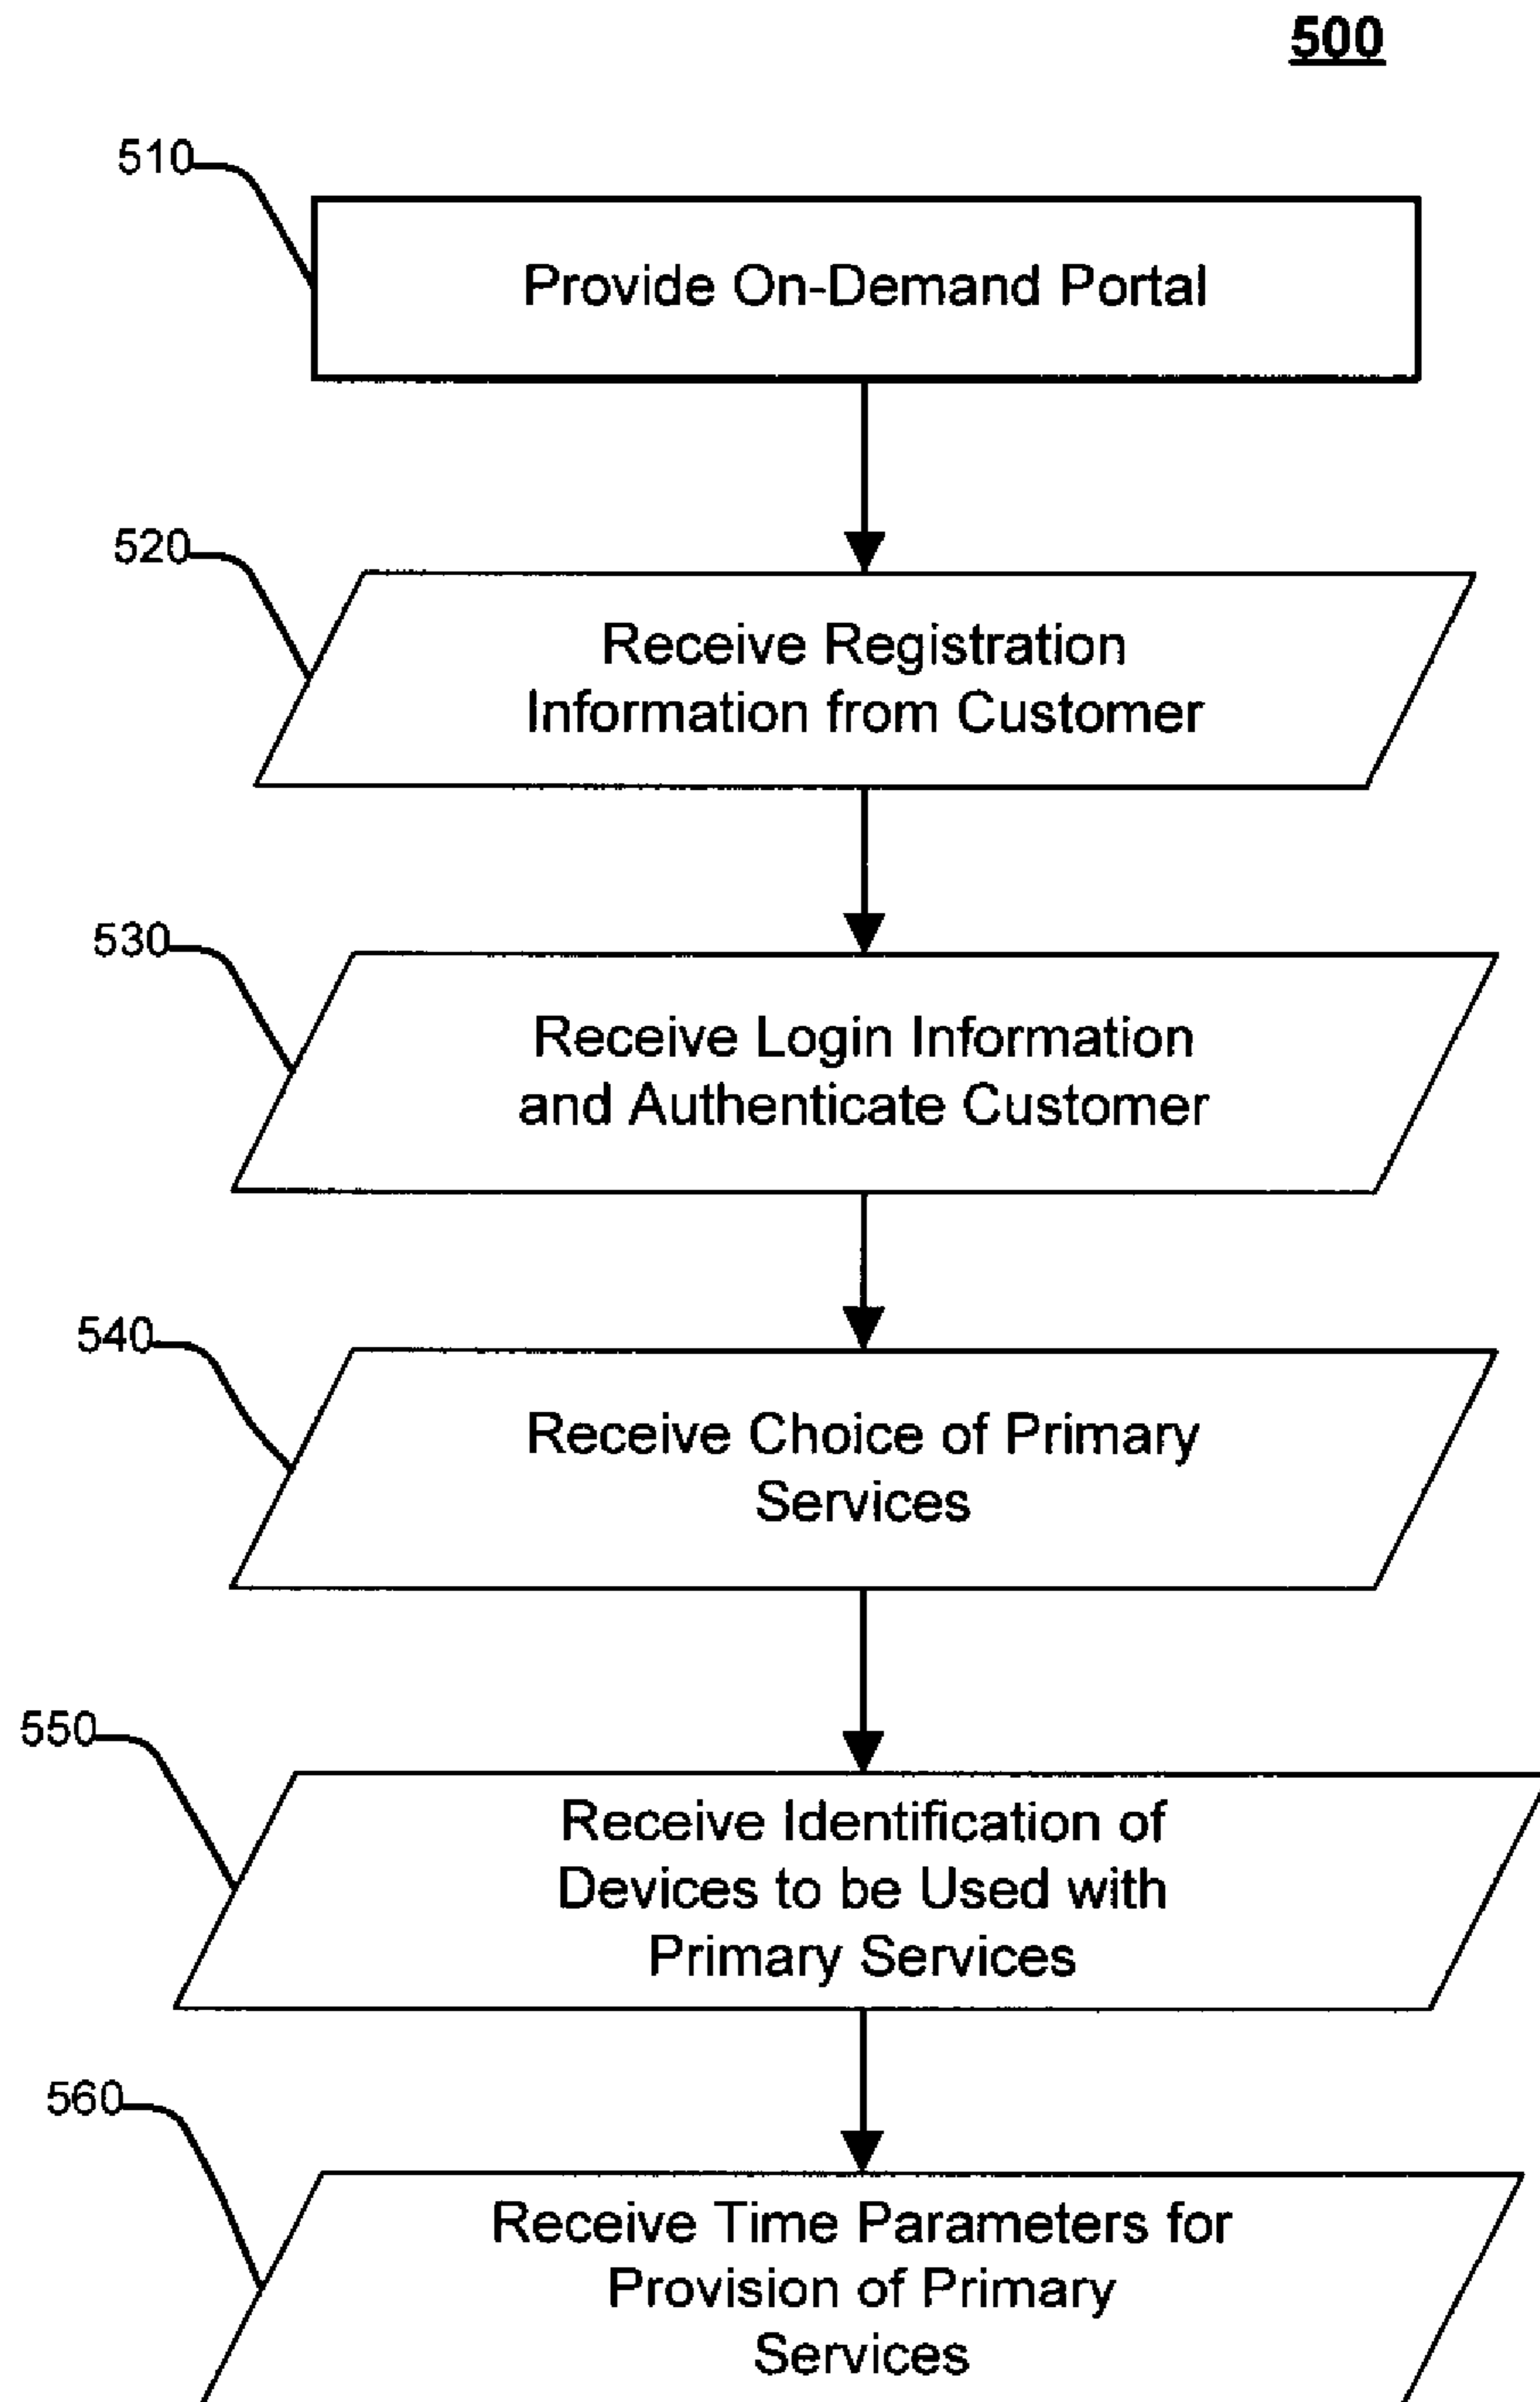 500
510
Provide On-Demand Portal
520
Receive Registration
Information from Customer
530
Receive Login Information
and Authenticate Customer
540
Receive Choice of Primary
Services
550
Receive Identification of
Devices to be Used with
Primary Services
560
Receive Time Parameters for
Provision of Primary
Services